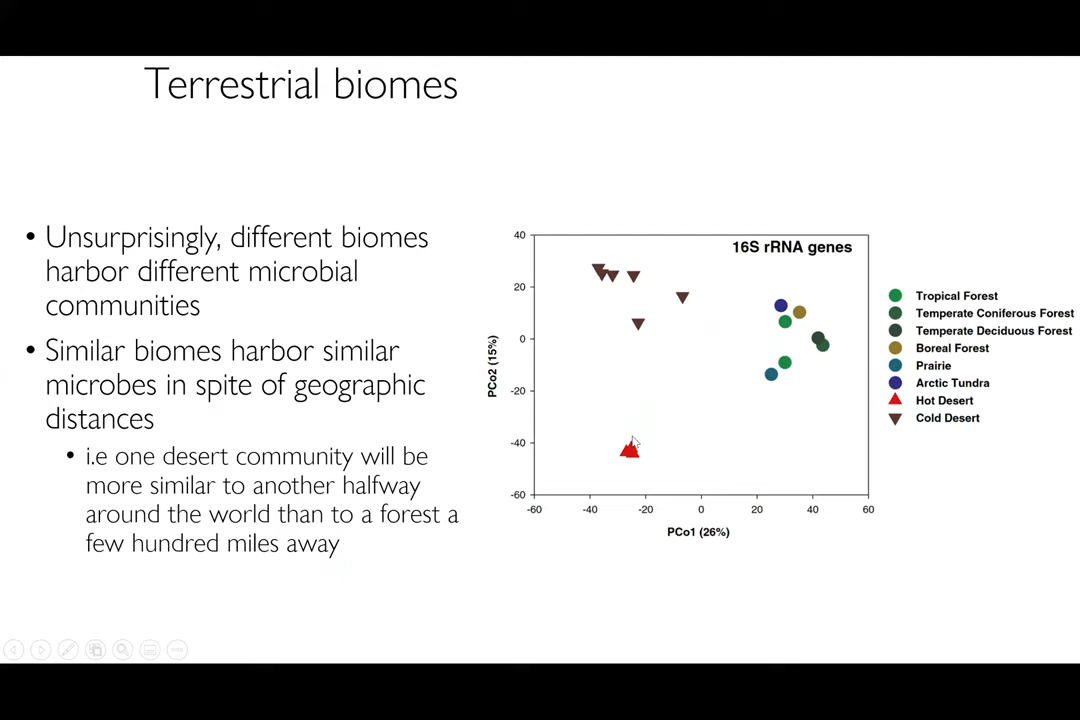 Terrestrial biomes
• Unsurprisingly, different biomes
harbor different microbial
communities
• Similar biomes harbor similar
microbes in spite of geographic
distances
• i.e one desert community will be
more similar to another halfway
around the world than to a forest a
few hundred miles away
16S rRNA genes
40
20
0
-20
-40
-60
PCo2 (15%)
-60 -40 -20 0 20 40 60
PCo1 (26%)
Tropical Forest
Temperate Coniferous Forest
Temperate Deciduous Forest
Boreal Forest
Prairie
Arctic Tundra
Hot Desert
Cold Desert